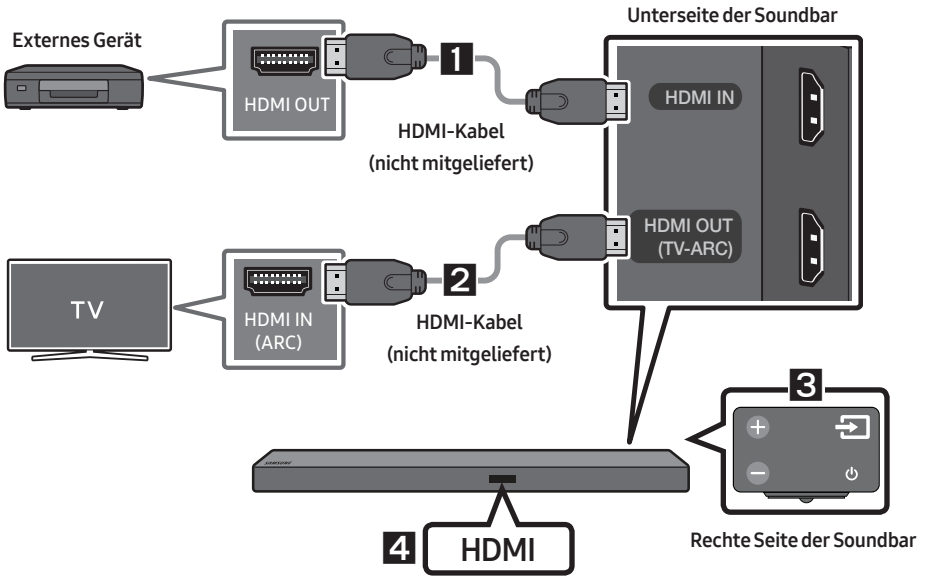 Unterseite der Soundbar
Externes Gerät
HDMI OUT
1
HDMI-Kabel
(nicht mitgeliefert)
HDMI IN
HDMI OUT
(TV-ARC)
TV
HDMI IN
(ARC)
2
HDMI-Kabel
(nicht mitgeliefert)
3
SAMSUNG
4
HDMI
Rechte Seite der Soundbar